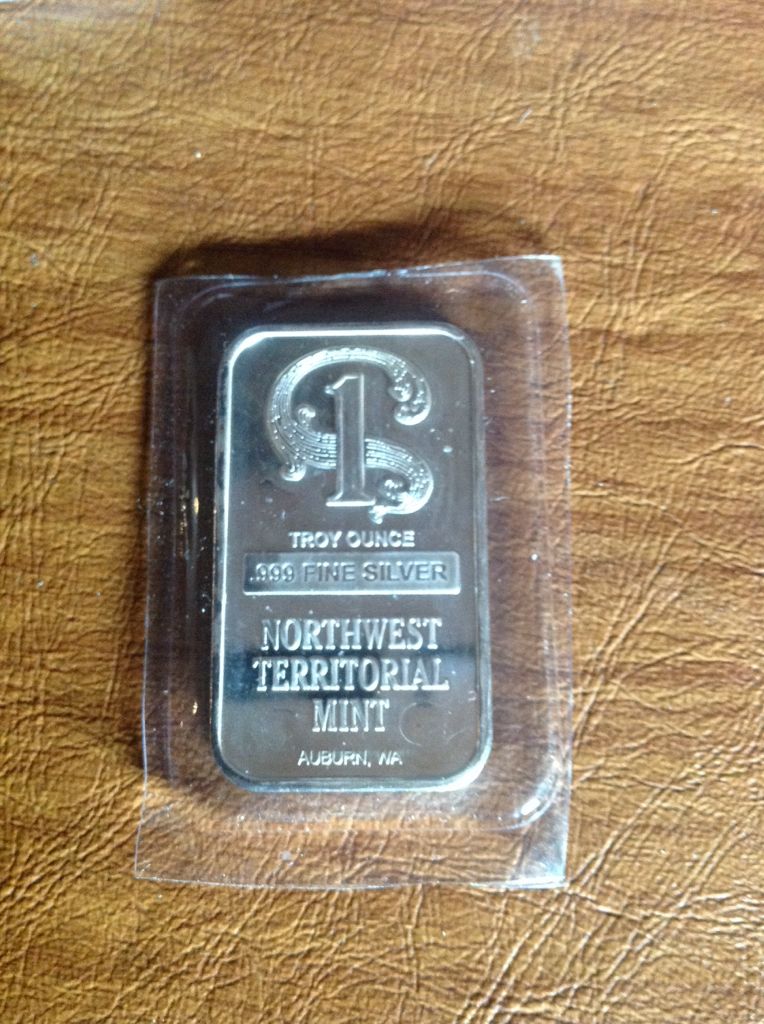 1
TROY OUNCE
.999 FINE SILVER
NORTHWEST
TERRITORIAL
MINT
AUBURN, WA